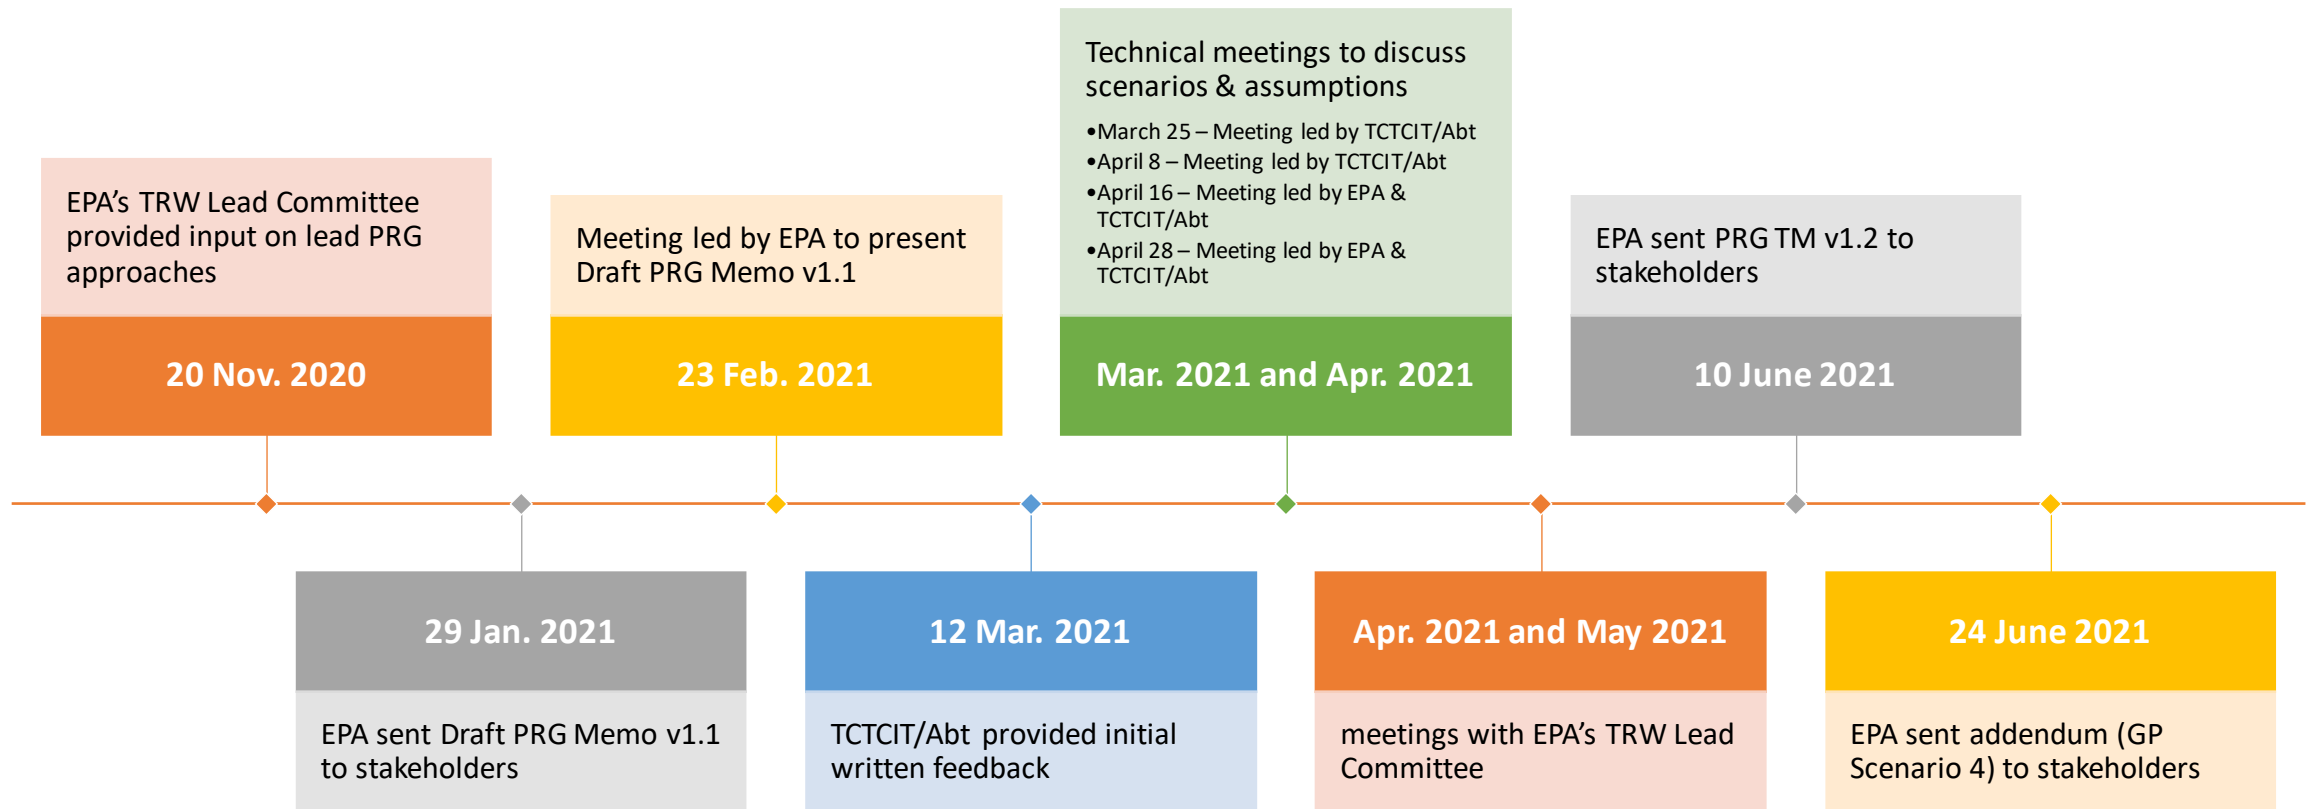 EPA’s TRW Lead Committee
provided input on lead PRG
approaches
20 Nov. 2020
29 Jan. 2021
EPA sent Draft PRG Memo v1.1
to stakeholders
Meeting led by EPA to present
Draft PRG Memo v1.1
23 Feb. 2021
12 Mar. 2021
TCTCIT/Abt provided initial
written feedback
Technical meetings to discuss
scenarios & assumptions
•March 25 – Meeting led by TCTCIT/Abt
•April 8 – Meeting led by TCTCIT/Abt
•April 16 – Meeting led by EPA &
TCTCIT/Abt
•April 28 – Meeting led by EPA &
TCTCIT/Abt
Mar. 2021 and Apr. 2021
Apr. 2021 and May 2021
meetings with EPA’s TRW Lead
Committee
EPA sent PRG TM v1.2 to
stakeholders
10 June 2021
24 June 2021
EPA sent addendum (GP
Scenario 4) to stakeholders